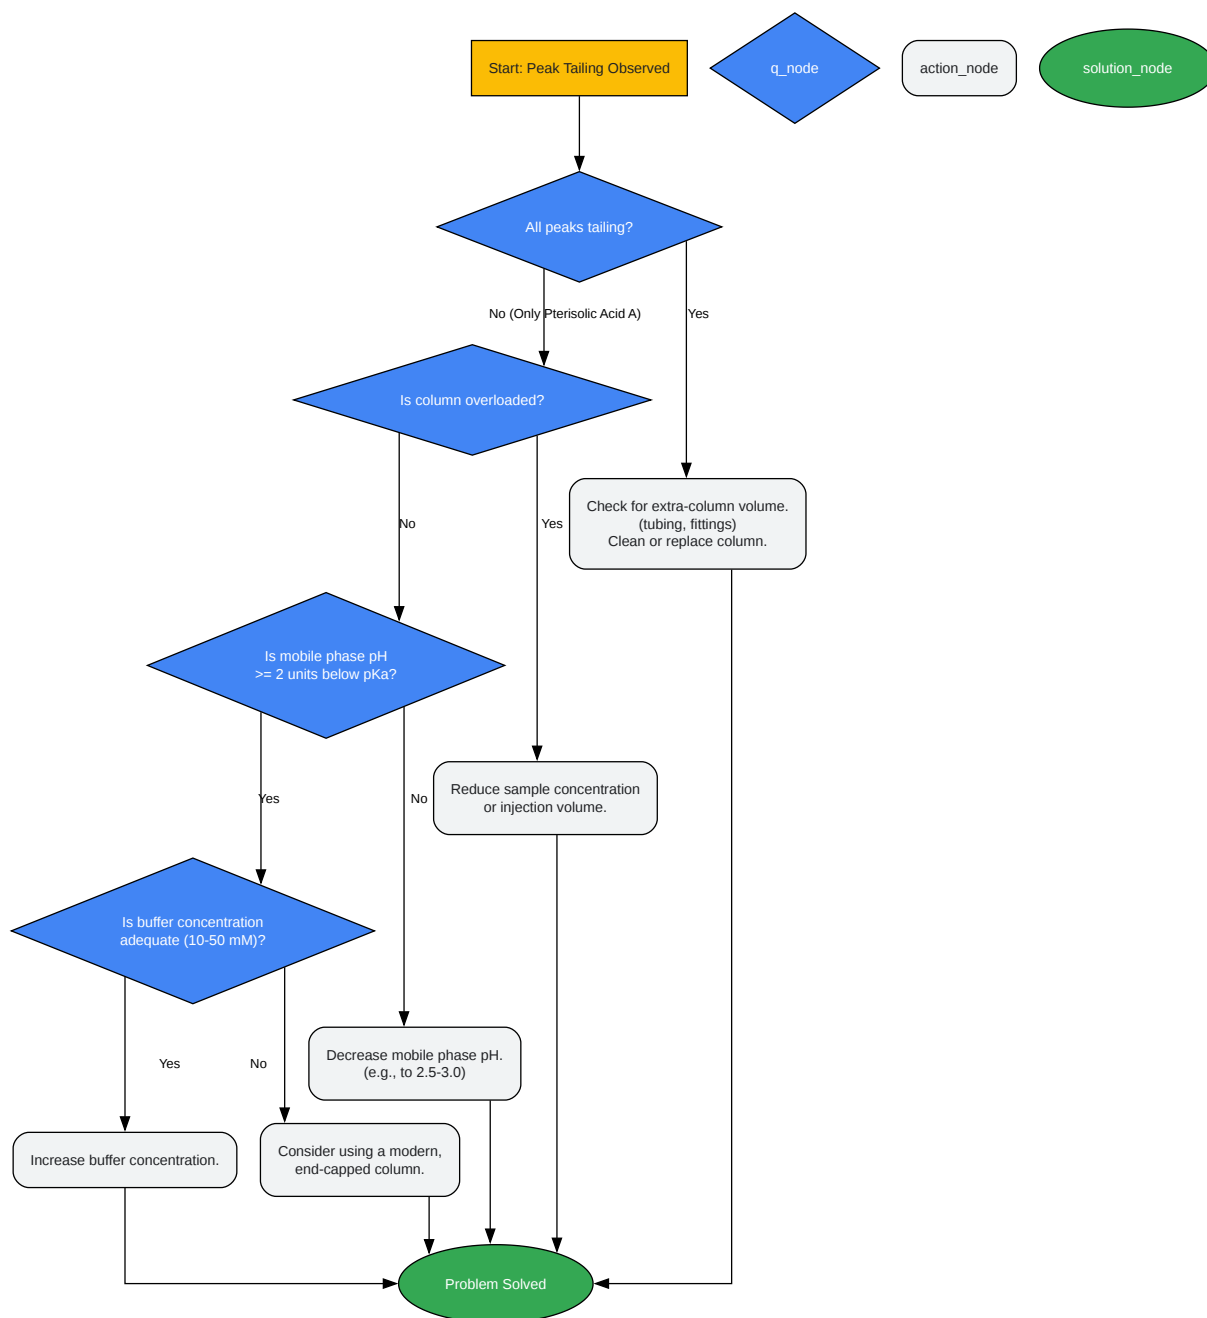 Start: Peak Tailing Observed
q_node
action_node
solution_node
All peaks tailing?
No (Only Pterisolic Acid A)
Yes
Is column overloaded?
Check for extra-column volume.
(tubing, fittings)
Clean or replace column.
No
Yes
Is mobile phase pH
>= 2 units below pKa?
Reduce sample concentration
or injection volume.
Yes
No
Is buffer concentration
adequate (10-50 mM)?
Yes
No
Decrease mobile phase pH.
(e.g., to 2.5-3.0)
Increase buffer concentration.
Consider using a modern,
end-capped column.
Problem Solved